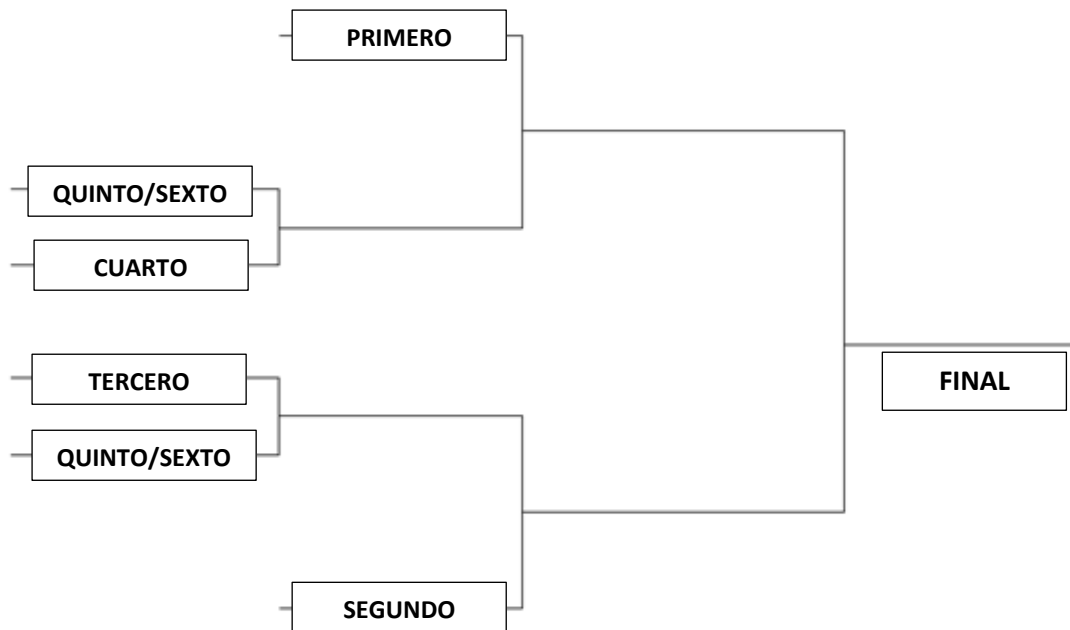 PRIMERO
QUINTO/SEXTO
CUARTO
TERCERO
QUINTO/SEXTO
SEGUNDO
FINAL